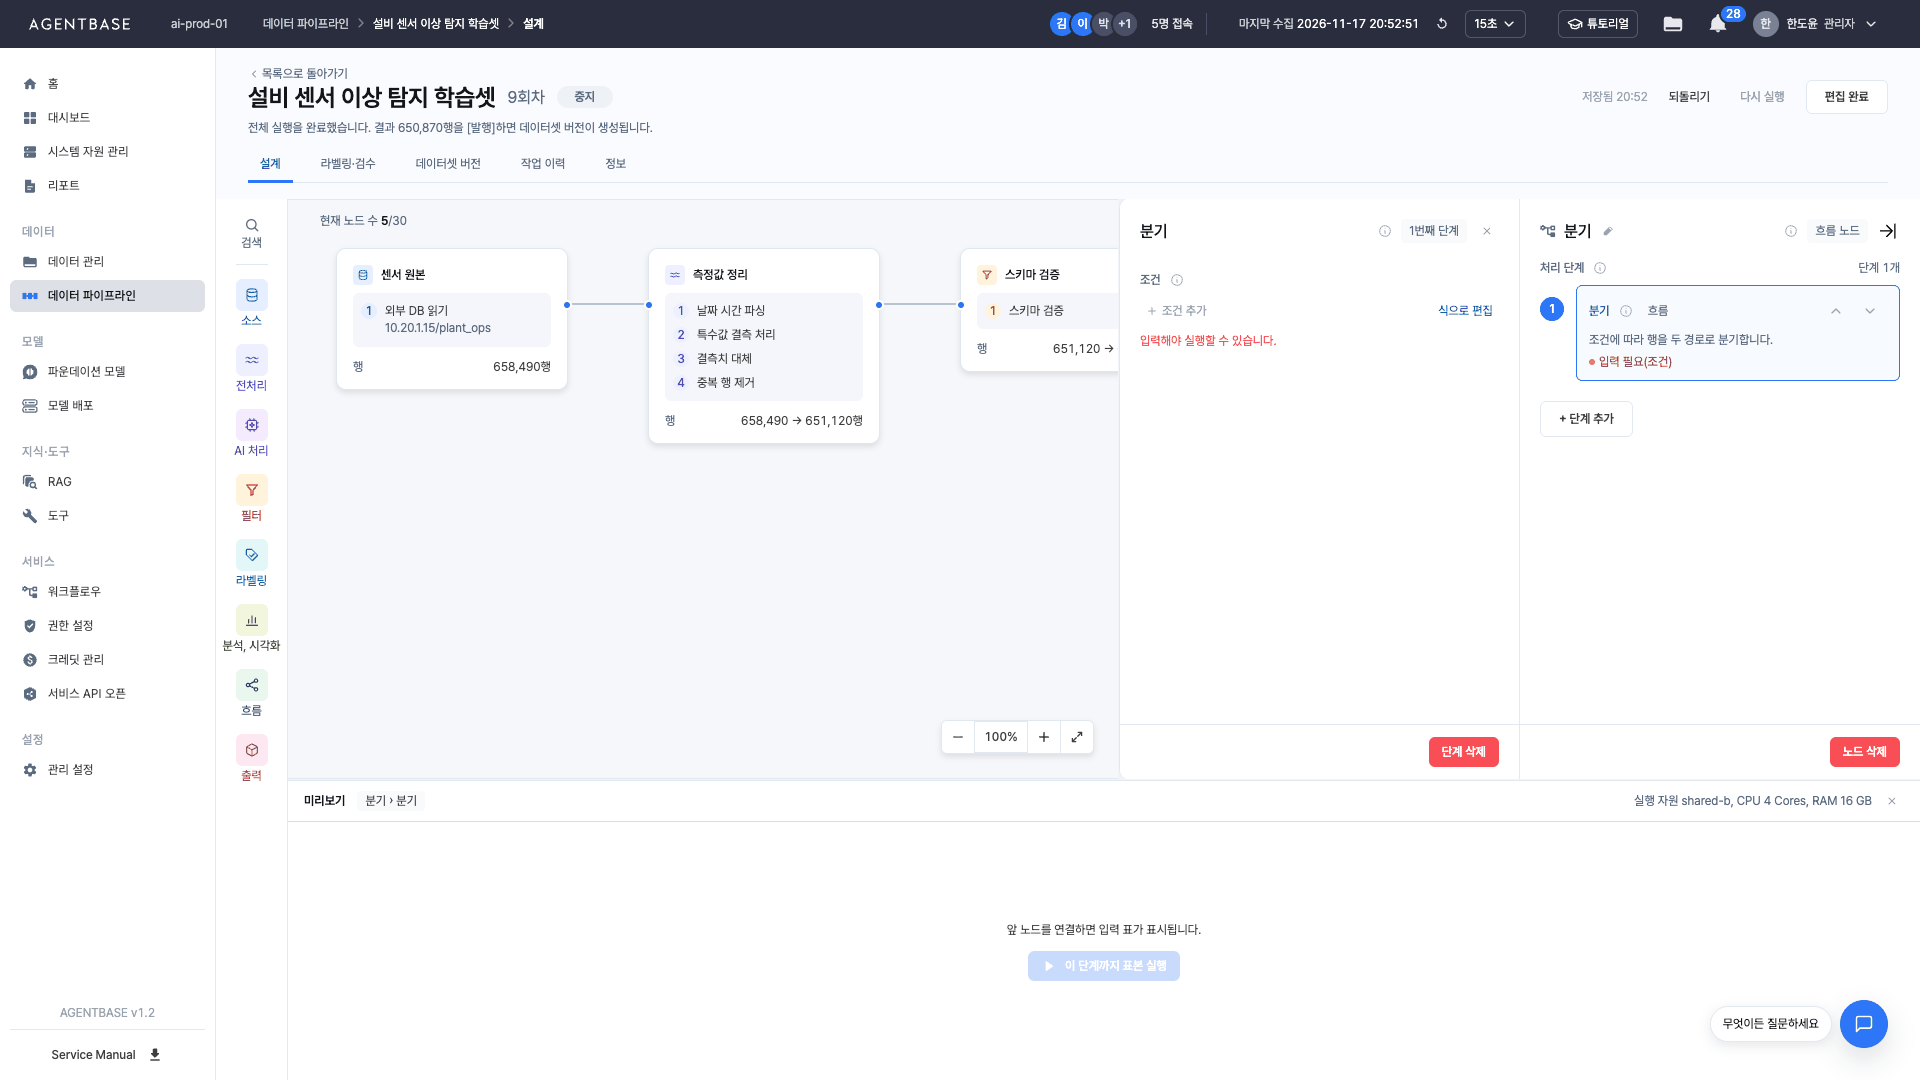 AGENTBASE
ai-prod-01
데이터 파이프라인 > 설비 센서 이상 탐지 학습셋 > 설계
김 이 박 +1 5명 접속
마지막 수집 2026-11-17 20:52:51
15초
튜토리얼
28
한 한도윤 관리자
홈
대시보드
시스템 자원 관리
리포트
데이터
데이터 관리
데이터 파이프라인
모델
파운데이션 모델
모델 배포
지식·도구
RAG
도구
서비스
워크플로우
권한 설정
크레딧 관리
서비스 API 오픈
설정
관리 설정
AGENTBASE v1.2
Service Manual
목록으로 돌아가기
설비 센서 이상 탐지 학습셋 9회차 중지
전체 실행을 완료했습니다. 결과 650,870행을 [발행]하면 데이터셋 버전이 생성됩니다.
저장됨 20:52 되돌리기 다시 실행 편집 완료
설계 라벨링·검수 데이터셋 버전 작업 이력 정보
검색
소스
전처리
AI 처리
필터
라벨링
분석, 시각화
흐름
출력
현재 노드 수 5/30
센서 원본
1 외부 DB 읽기
10.20.1.15/plant_ops
행 658,490행
측정값 정리
1 날짜 시간 파싱
2 특수값 결측 처리
3 결측치 대체
4 중복 행 제거
행 658,490 → 651,120행
스키마 검증
1 스키마 검증
행 651,120 →
100%
분기 1번째 단계
조건
+ 조건 추가 식으로 편집
입력해야 실행할 수 있습니다.
단계 삭제
분기 흐름 노드
처리 단계 단계 1개
1 분기 흐름
조건에 따라 행을 두 경로로 분기합니다.
입력 필요(조건)
+ 단계 추가
노드 삭제
미리보기 분기 › 분기
실행 자원 shared-b, CPU 4 Cores, RAM 16 GB
앞 노드를 연결하면 입력 표가 표시됩니다.
이 단계까지 표본 실행
무엇이든 질문하세요